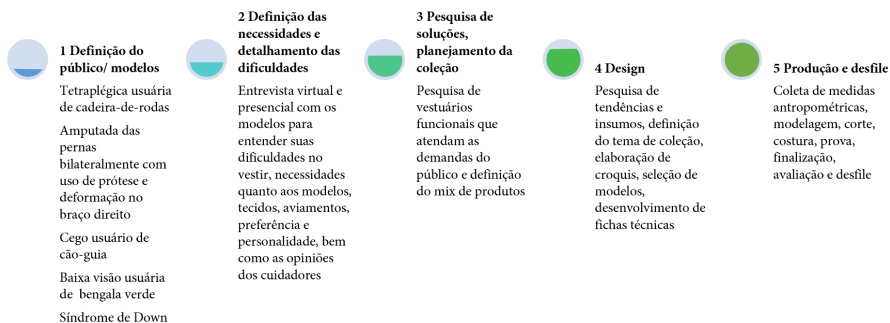 1 Definição do
público/ modelos
Tetraplégica usuária
de cadeira-de-rodas
Amputada das
pernas
bilateralmente com
uso de prótese e
deformação no
braço direito
Cego usuário de
cão-guia
Baixa visão usuária
de bengala verde
Síndrome de Down
2 Definição das
necessidades e
detalhamento das
dificuldades
Entrevista virtual e
presencial com os
modelos para
entender suas
dificuldades no
vestir, necessidades
quanto aos modelos,
tecidos, aviamentos,
preferência e
personalidade, bem
como as opiniões
dos cuidadores
3 Pesquisa de
soluções,
planejamento da
coleção
Pesquisa de
vestuários
funcionais que
atendam as
demandas do
público e definição
do mix de produtos
4 Design
Pesquisa de
tendências e
insumos, definição
do tema de coleção,
elaboração de
croquis, seleção de
modelos,
desenvolvimento de
fichas técnicas
5 Produção e desfile
Coleta de medidas
antropométricas,
modelagem, corte,
costura, prova,
finalização,
avaliação e desfile